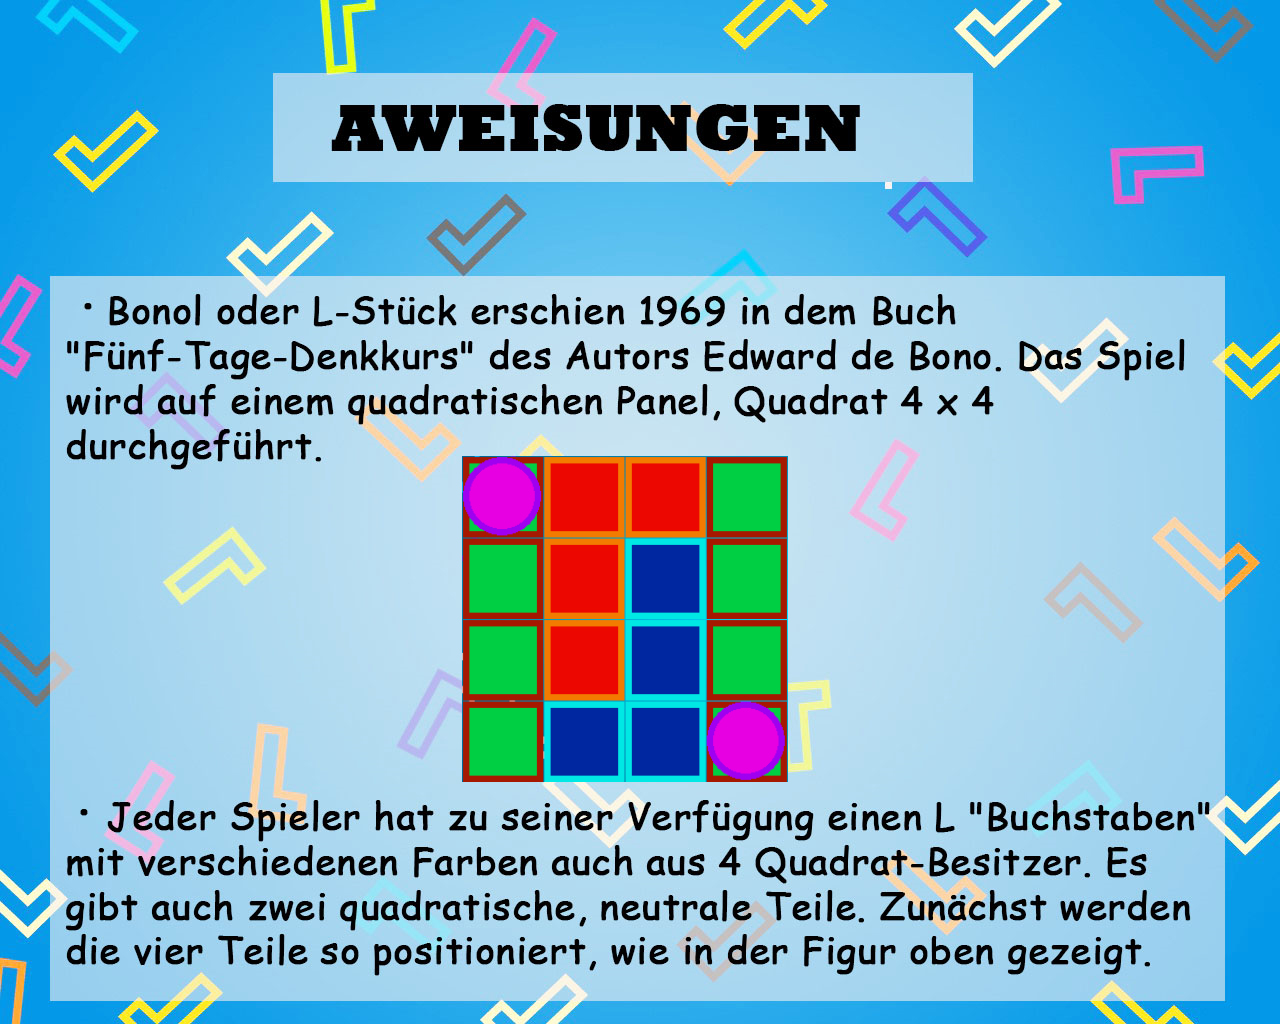 AWEISUNGEN
· Bonol oder L-Stück erschien 1969 in dem Buch
"Fünf-Tage-Denkkurs" des Autors Edward de Bono. Das Spiel
wird auf einem quadratischen Panel, Quadrat 4 x 4
durchgeführt.
· Jeder Spieler hat zu seiner Verfügung einen L "Buchstaben"
mit verschiedenen Farben auch aus 4 Quadrat-Besitzer. Es
gibt auch zwei quadratische, neutrale Teile. Zunächst werden
die vier Teile so positioniert, wie in der Figur oben gezeigt.